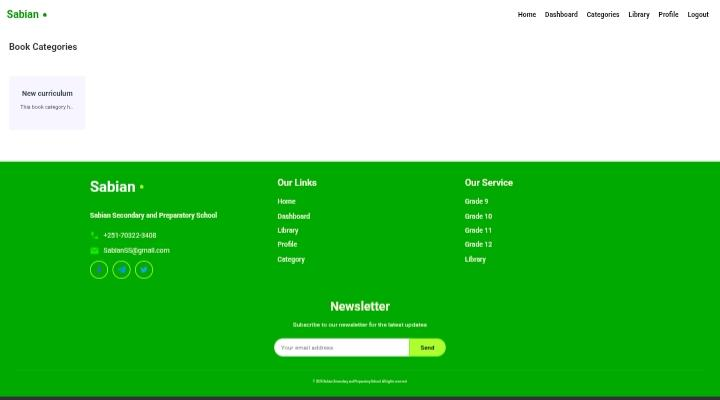 Sabian
Home Dashboard Categories Library Profile Logout
Book Categories
New curriculum
This book category h..
Sabian
Sabian Secondary and Preparatory School
+251-70322-3408
SabianSS@gmail.com
Our Links
Home
Dashboard
Library
Profile
Category
Our Service
Grade 9
Grade 10
Grade 11
Grade 12
Library
Newsletter
Subscribe to our newsletter for the latest updates
Your email address
Send
Sabian Secondary and Preparatory School. All rights reserved